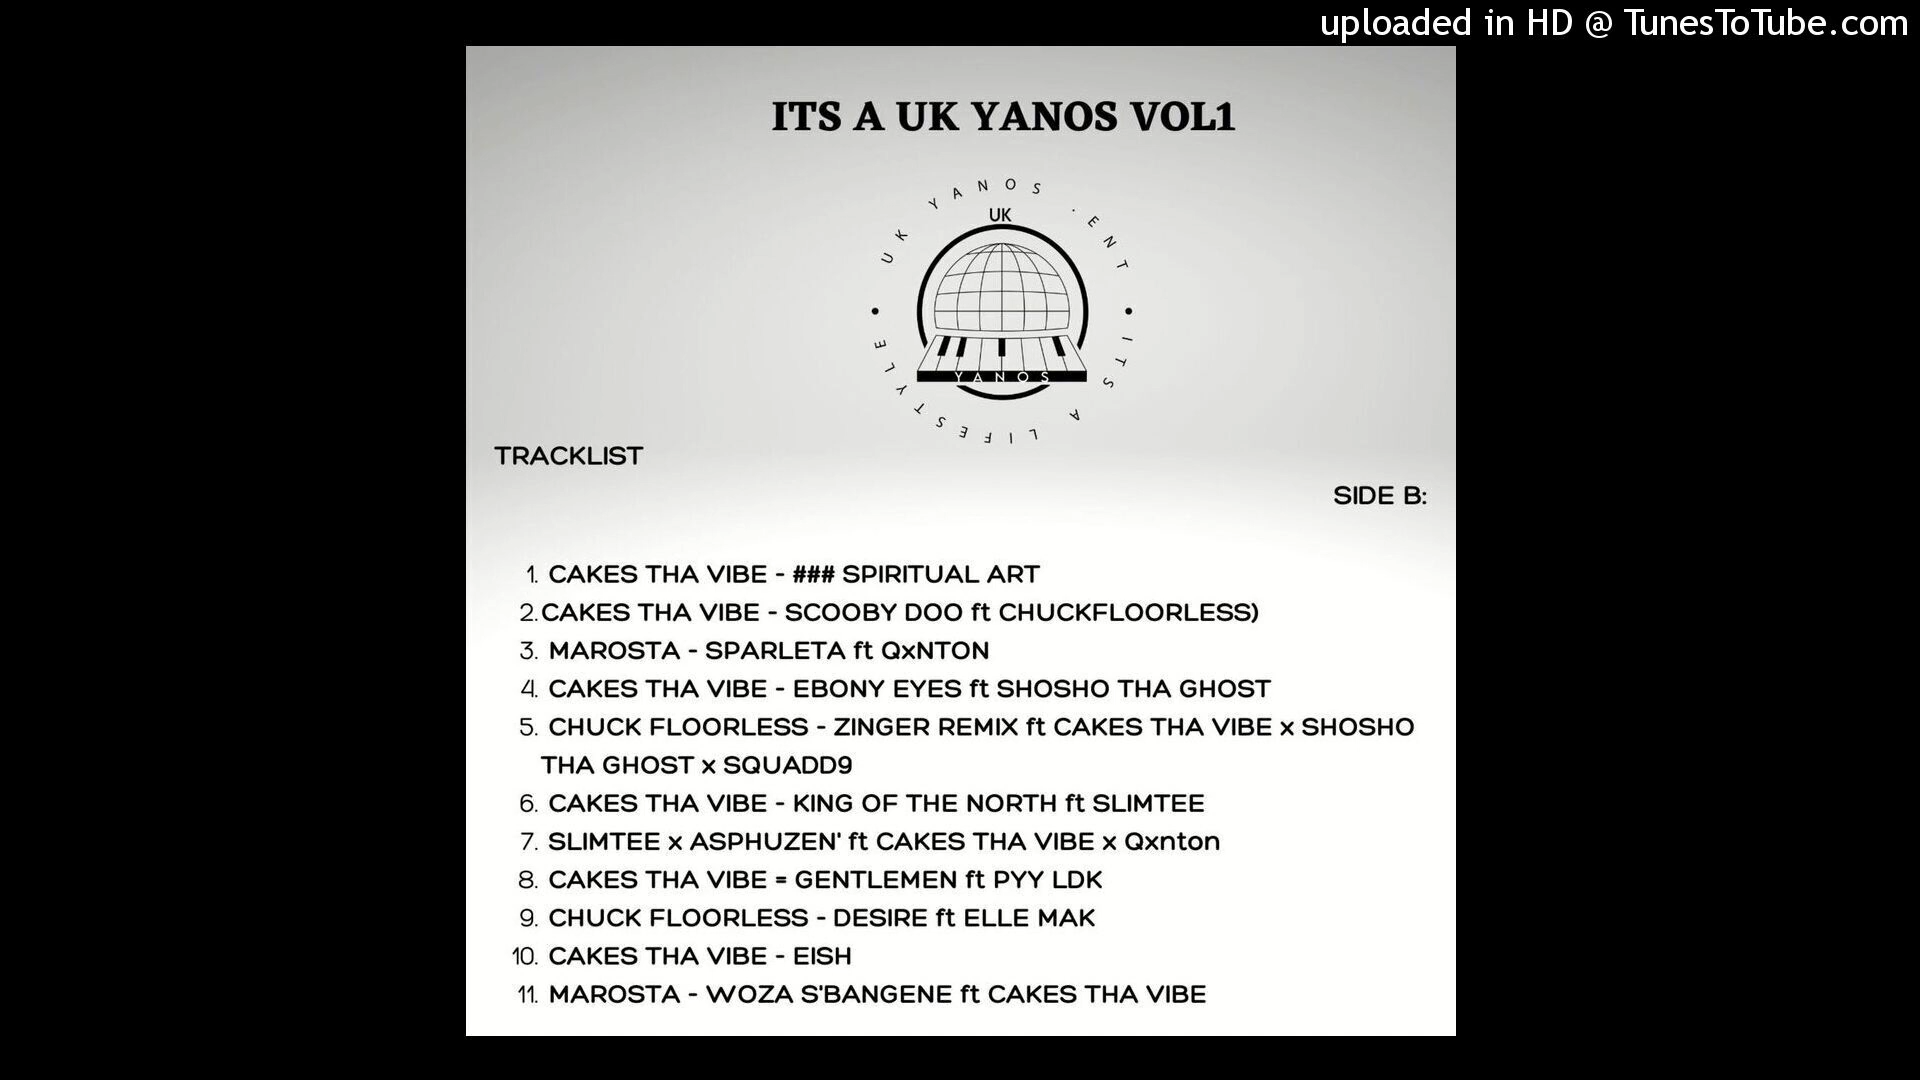 uploaded in HD @ TunesToTube.com
ITS A UK YANOS VOL1
UK YANOS .ENT • ITS A LIFESTYLE •
UK
YANOS
TRACKLIST
SIDE B:
1. CAKES THA VIBE - ### SPIRITUAL ART
2. CAKES THA VIBE - SCOOBY DOO ft CHUCKFLOORLESS)
3. MAROSTA - SPARLETA ft QxNTON
4. CAKES THA VIBE - EBONY EYES ft SHOSHO THA GHOST
5. CHUCK FLOORLESS - ZINGER REMIX ft CAKES THA VIBE x SHOSHO
THA GHOST x SQUADD9
6. CAKES THA VIBE - KING OF THE NORTH ft SLIMTEE
7. SLIMTEE x ASPHUZEN' ft CAKES THA VIBE x Qxnton
8. CAKES THA VIBE = GENTLEMEN ft PYY LDK
9. CHUCK FLOORLESS - DESIRE ft ELLE MAK
10. CAKES THA VIBE - EISH
11. MAROSTA - WOZA S'BANGENE ft CAKES THA VIBE